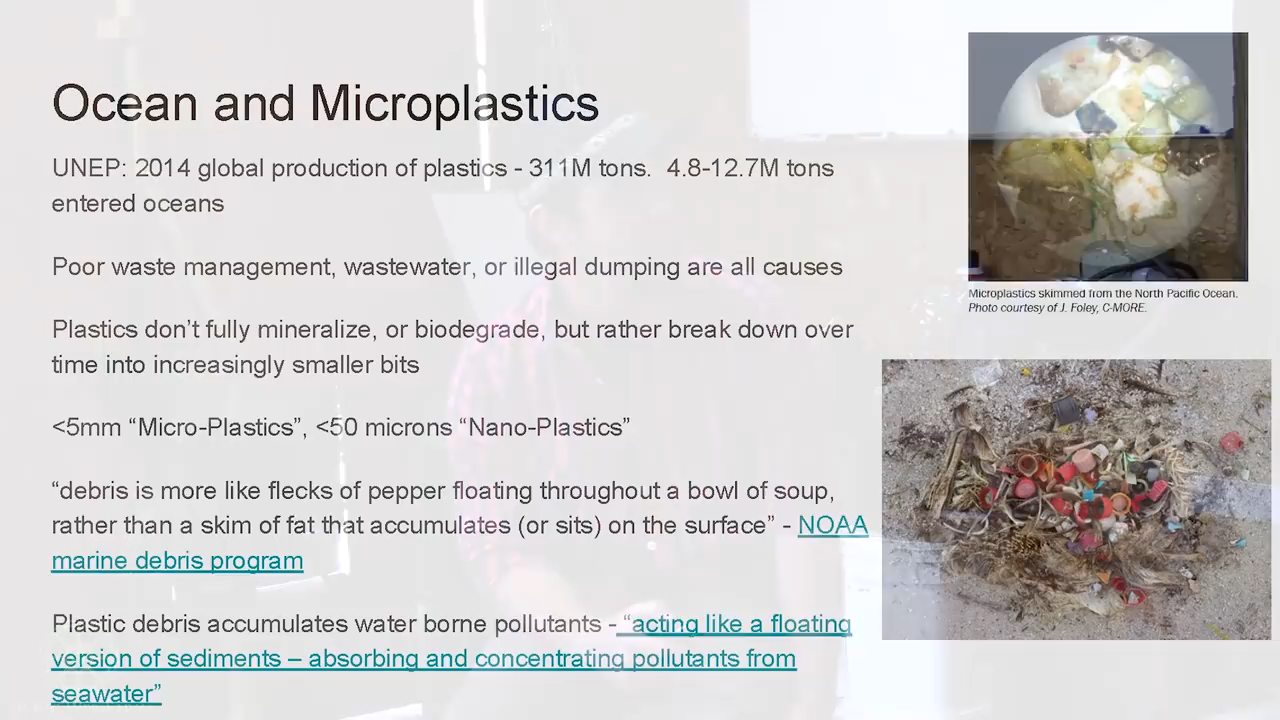 Ocean and Microplastics
UNEP: 2014 global production of plastics - 311M tons.  4.8-12.7M tons
entered oceans
Poor waste management, wastewater, or illegal dumping are all causes
Plastics don’t fully mineralize, or biodegrade, but rather break down over
time into increasingly smaller bits
<5mm “Micro-Plastics”, <50 microns “Nano-Plastics”
“debris is more like flecks of pepper floating throughout a bowl of soup,
rather than a skim of fat that accumulates (or sits) on the surface” - NOAA
marine debris program
Plastic debris accumulates water borne pollutants - “acting like a floating
version of sediments – absorbing and concentrating pollutants from
seawater”
Microplastics skimmed from the North Pacific Ocean.
Photo courtesy of J. Foley, C-MORE.